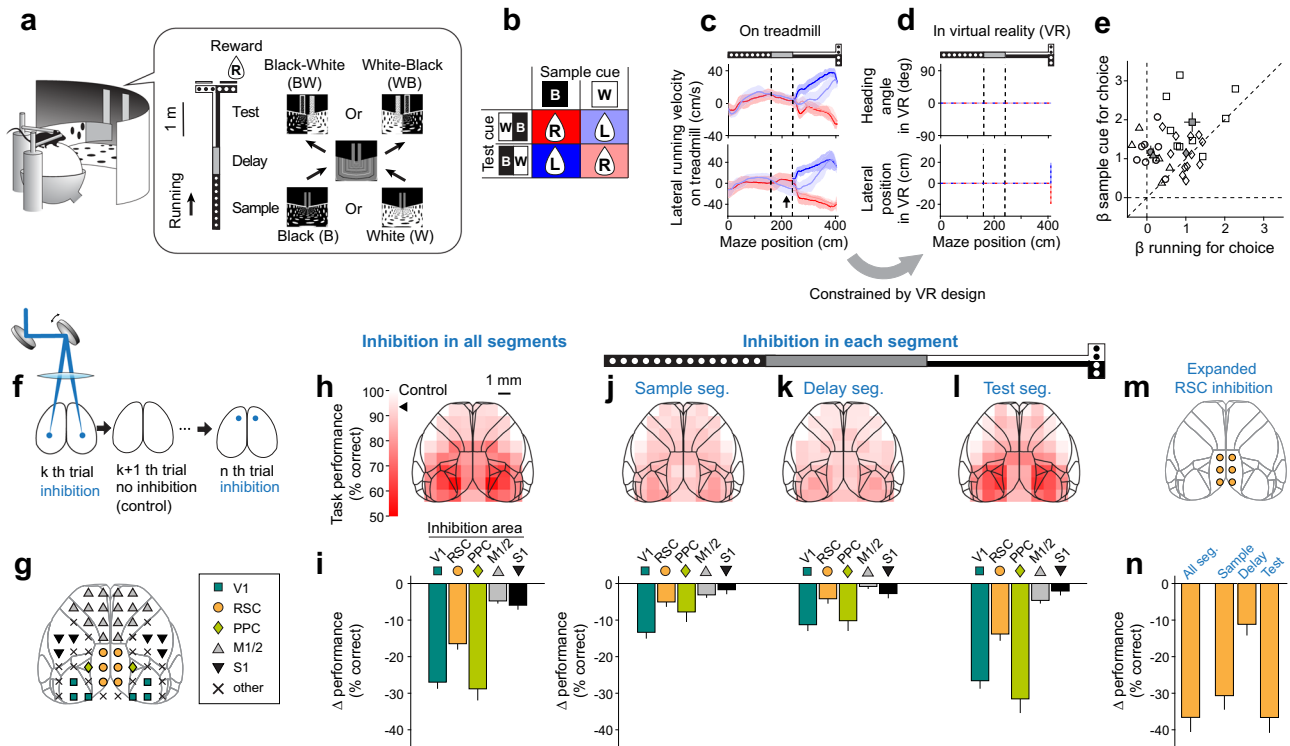 a
Reward
R
Black-White
(BW)
White-Black
(WB)
1 m
Test
Or
Delay
Running
Sample
Or
Black (B)
White (W)
b
Sample cue
B
W
Test cue
W B
R
L
B W
L
R
c
On treadmill
Lateral running velocity
on treadmill (cm/s)
40
0
-40
40
0
-40
0 200 400
Maze position (cm)
d
In virtual reality (VR)
Heading
angle
in VR (deg)
90
0
-90
Lateral
position
in VR (cm)
20
0
-20
0 200 400
Maze position (cm)
Constrained by VR design
e
β sample cue for choice
3
2
1
0
0 1 2 3
β running for choice
f
k th trial
inhibition
k+1 th trial
no inhibition
(control)
...
n th trial
inhibition
g
V1
RSC
PPC
M1/2
S1
other
Inhibition in all segments
h
Task performance
(% correct)
100
90
80
70
60
50
Control
1 mm
i
Inhibition area
V1
RSC
PPC
M1/2
S1
Δ performance
(% correct)
0
-10
-20
-30
-40
Inhibition in each segment
j
Sample seg.
k
Delay seg.
l
Test seg.
V1
RSC
PPC
M1/2
S1
V1
RSC
PPC
M1/2
S1
V1
RSC
PPC
M1/2
S1
Δ performance
(% correct)
0
-10
-20
-30
-40
m
Expanded
RSC inhibition
n
All seg.
Sample
Delay
Test
Δ performance
(% correct)
0
-10
-20
-30
-40